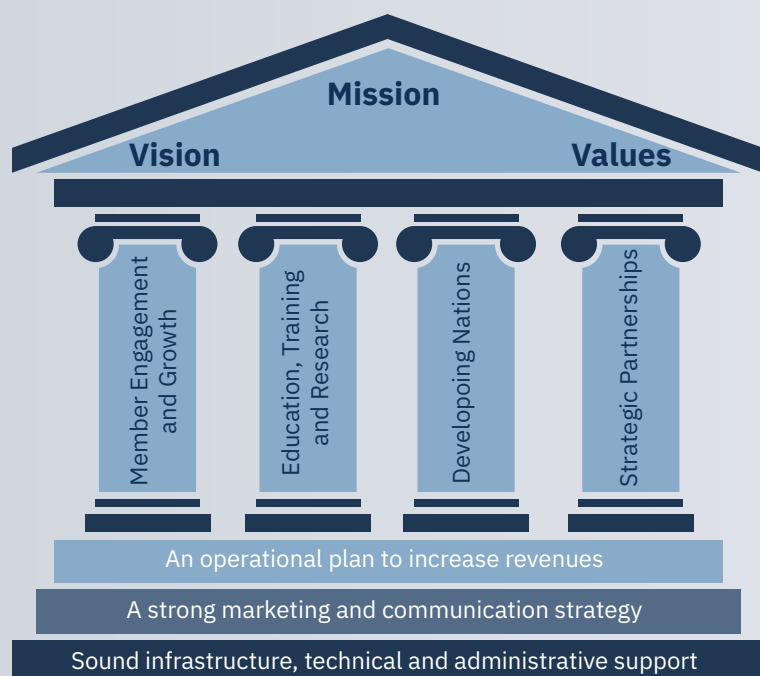 Mission
Vision
Values
Member Engagement
and Growth
Education, Training
and Research
Developoing Nations
Strategic Partnerships
An operational plan to increase revenues
A strong marketing and communication strategy
Sound infrastructure, technical and administrative support